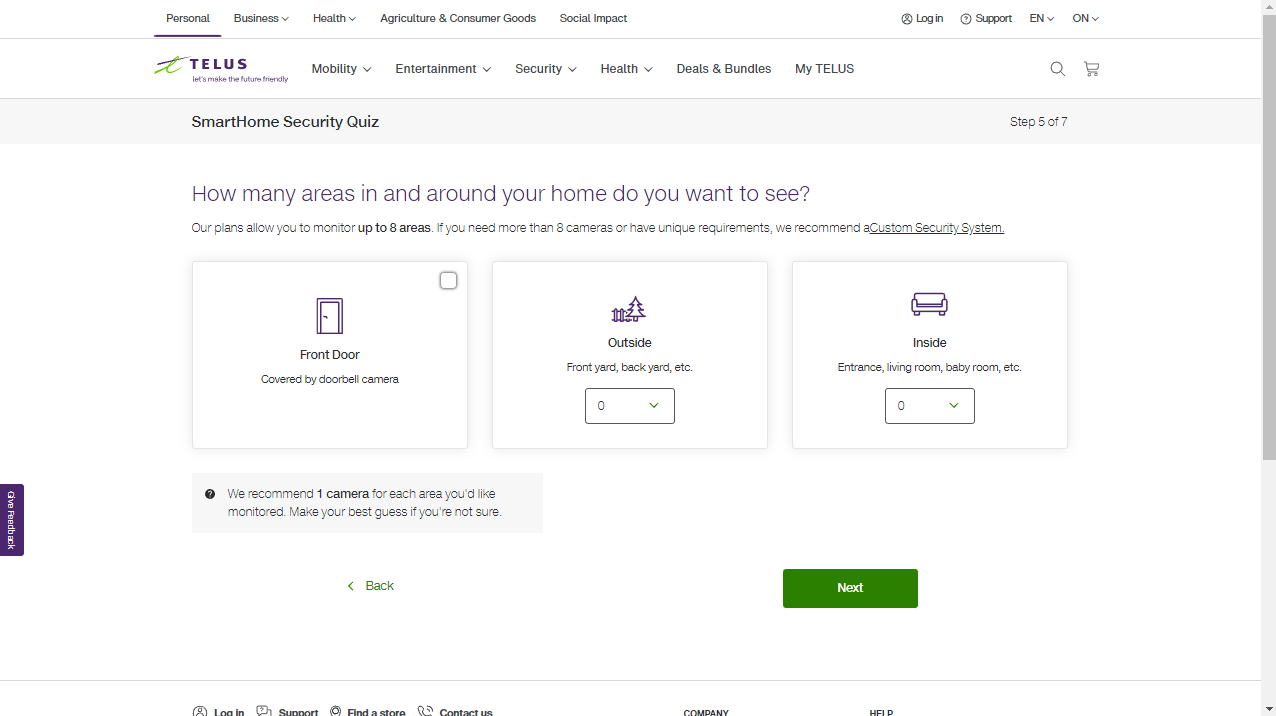 Personal Business Health Agriculture & Consumer Goods Social Impact Log in Support EN ON
TELUS
let's make the future friendly
Mobility Entertainment Security Health Deals & Bundles My TELUS
SmartHome Security Quiz Step 5 of 7
How many areas in and around your home do you want to see?
Our plans allow you to monitor up to 8 areas. If you need more than 8 cameras or have unique requirements, we recommend aCustom Security System.
Front Door
Covered by doorbell camera
Outside
Front yard, back yard, etc.
0
Inside
Entrance, living room, baby room, etc.
0
We recommend 1 camera for each area you'd like
monitored. Make your best guess if you're not sure.
Give Feedback
Back Next
Log in Support Find a store Contact us COMPANY HELP